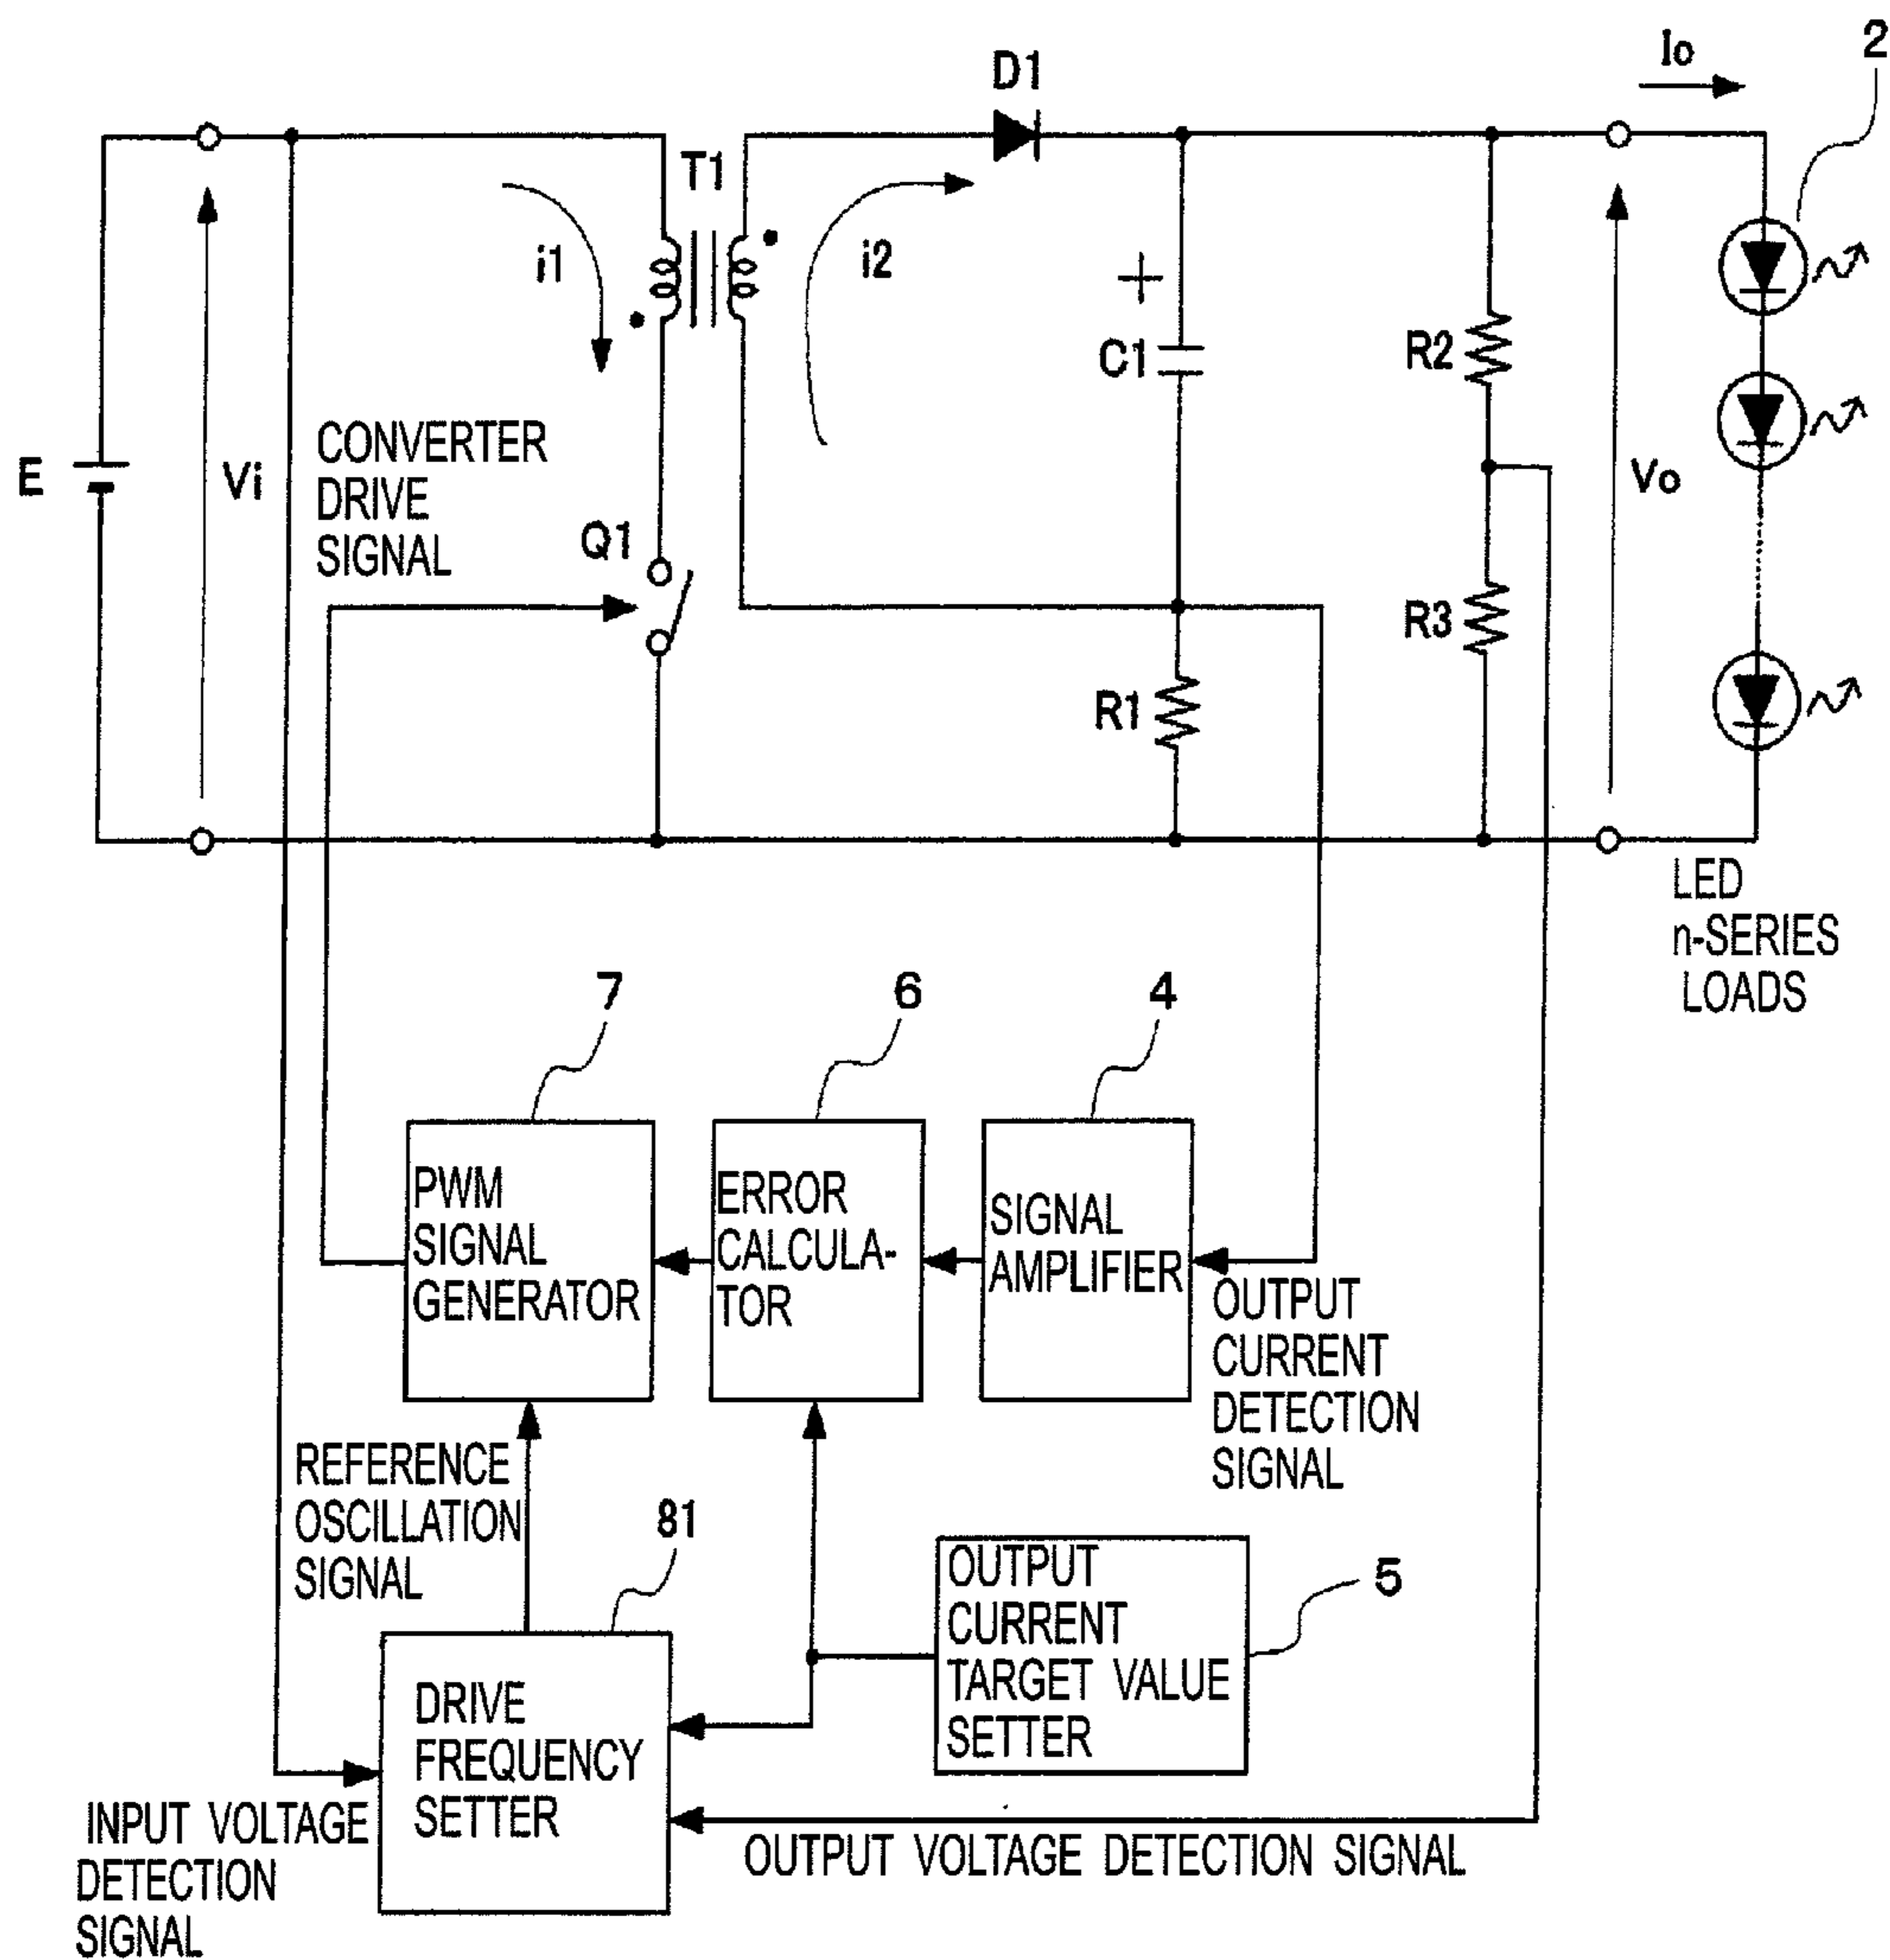 2
Io
D1
T1
i1
i2
+
C1
R2
E
Vi
CONVERTER
DRIVE
SIGNAL
Q1
Vo
R3
R1
LED
n-SERIES
LOADS
7
6
4
PWM
SIGNAL
GENERATOR
ERROR
CALCULA-
TOR
SIGNAL
AMPLIFIER
OUTPUT
CURRENT
DETECTION
SIGNAL
REFERENCE
OSCILLATION
SIGNAL
81
OUTPUT
CURRENT
TARGET VALUE
SETTER
5
DRIVE
FREQUENCY
SETTER
INPUT VOLTAGE
DETECTION
SIGNAL
OUTPUT VOLTAGE DETECTION SIGNAL